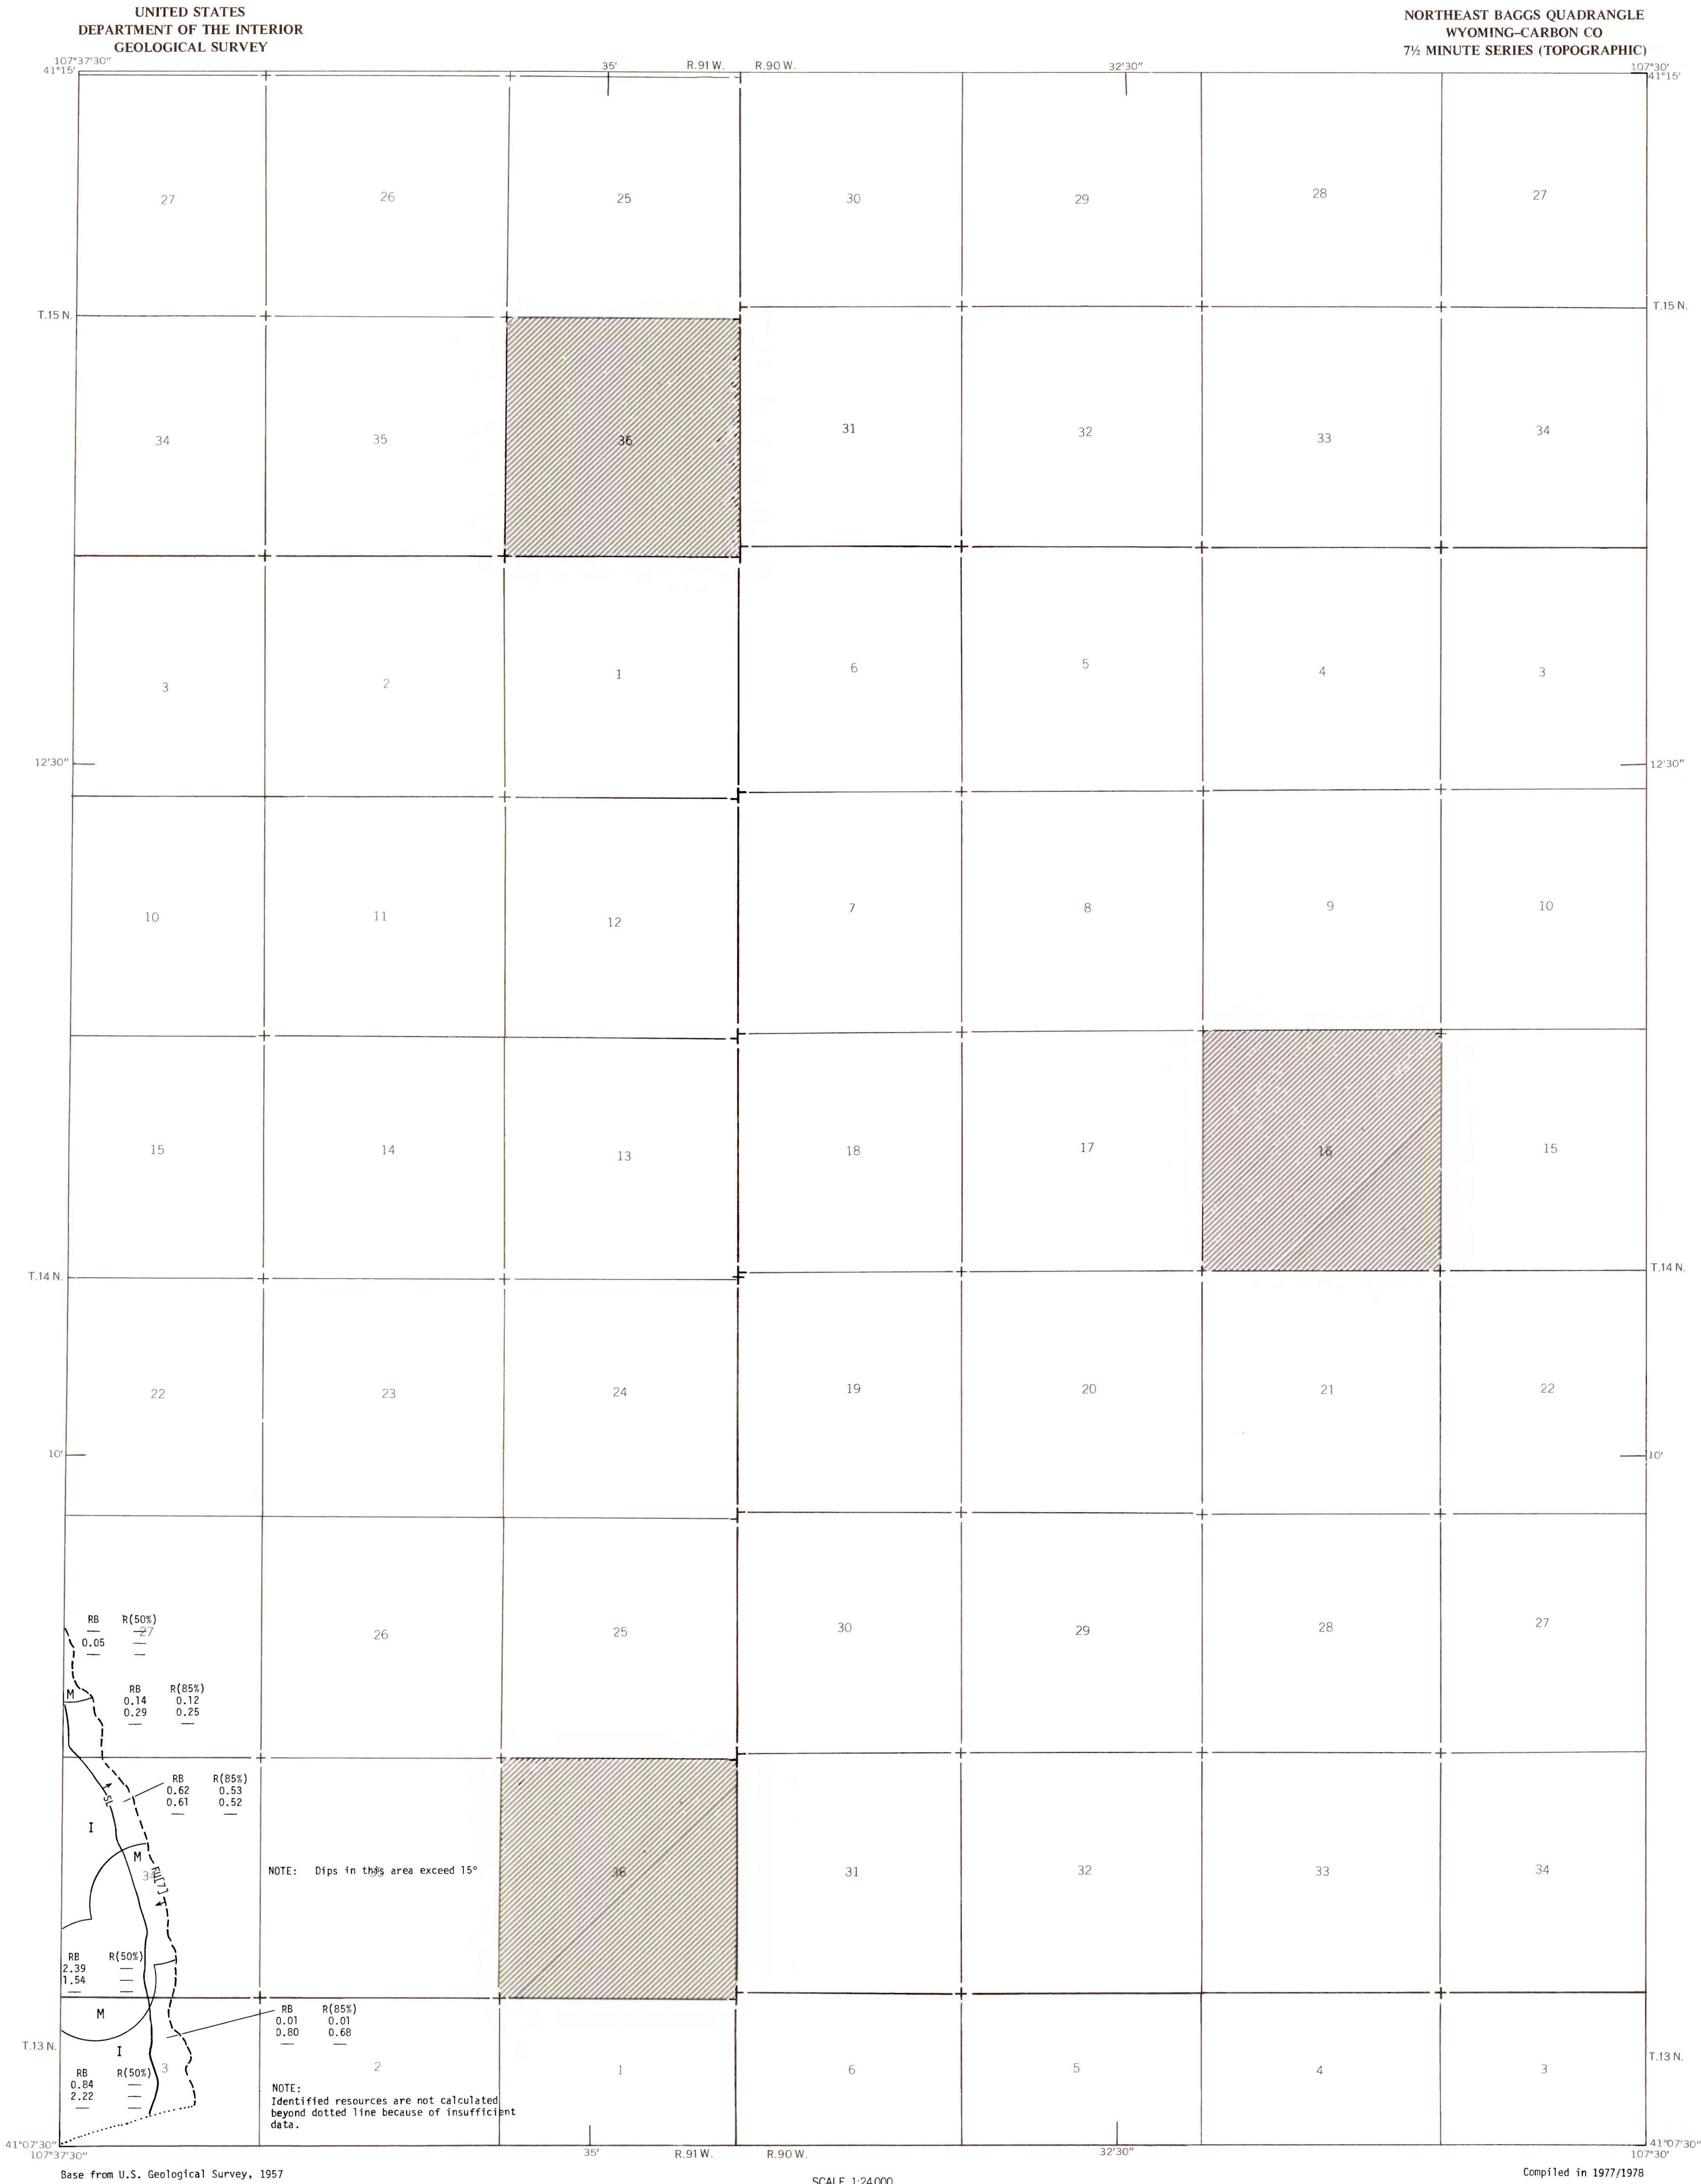 UNITED STATES
DEPARTMENT OF THE INTERIOR
GEOLOGICAL SURVEY
NORTHEAST BAGGS QUADRANGLE
WYOMING–CARBON CO
7½ MINUTE SERIES (TOPOGRAPHIC)
107°37'30" 35' R.91 W. R.90 W. 32'30" 107°30'
41°15' 41°15'
27 26 25 30 29 28 27
T.15 N. T.15 N.
34 35 36 31 32 33 34
3 2 1 6 5 4 3
12'30" 12'30"
10 11 12 7 8 9 10
15 14 13 18 17 16 15
T.14 N. T.14 N.
22 23 24 19 20 21 22
10' 10'
RB R(50%)
— —
0.05 —
— —
27 26 25 30 29 28 27
M
RB R(85%)
0.14 0.12
0.29 0.25
— —
RB R(85%)
0.62 0.53
0.61 0.52
— —
SL
I
M
FU[7]
34 35 36 31 32 33 34
NOTE: Dips in this area exceed 15°
RB R(50%)
2.39 —
1.54 —
— —
M
RB R(85%)
0.01 0.01
0.80 0.68
— —
T.13 N. T.13 N.
I
3 2 1 6 5 4 3
RB R(50%)
0.84 —
2.22 —
— —
NOTE:
Identified resources are not calculated
beyond dotted line because of insufficient
data.
41°07'30" 41°07'30"
107°37'30" 35' R.91 W. R.90 W. 32'30" 107°30'
Base from U.S. Geological Survey, 1957
SCALE 1:24 000
Compiled in 1977/1978